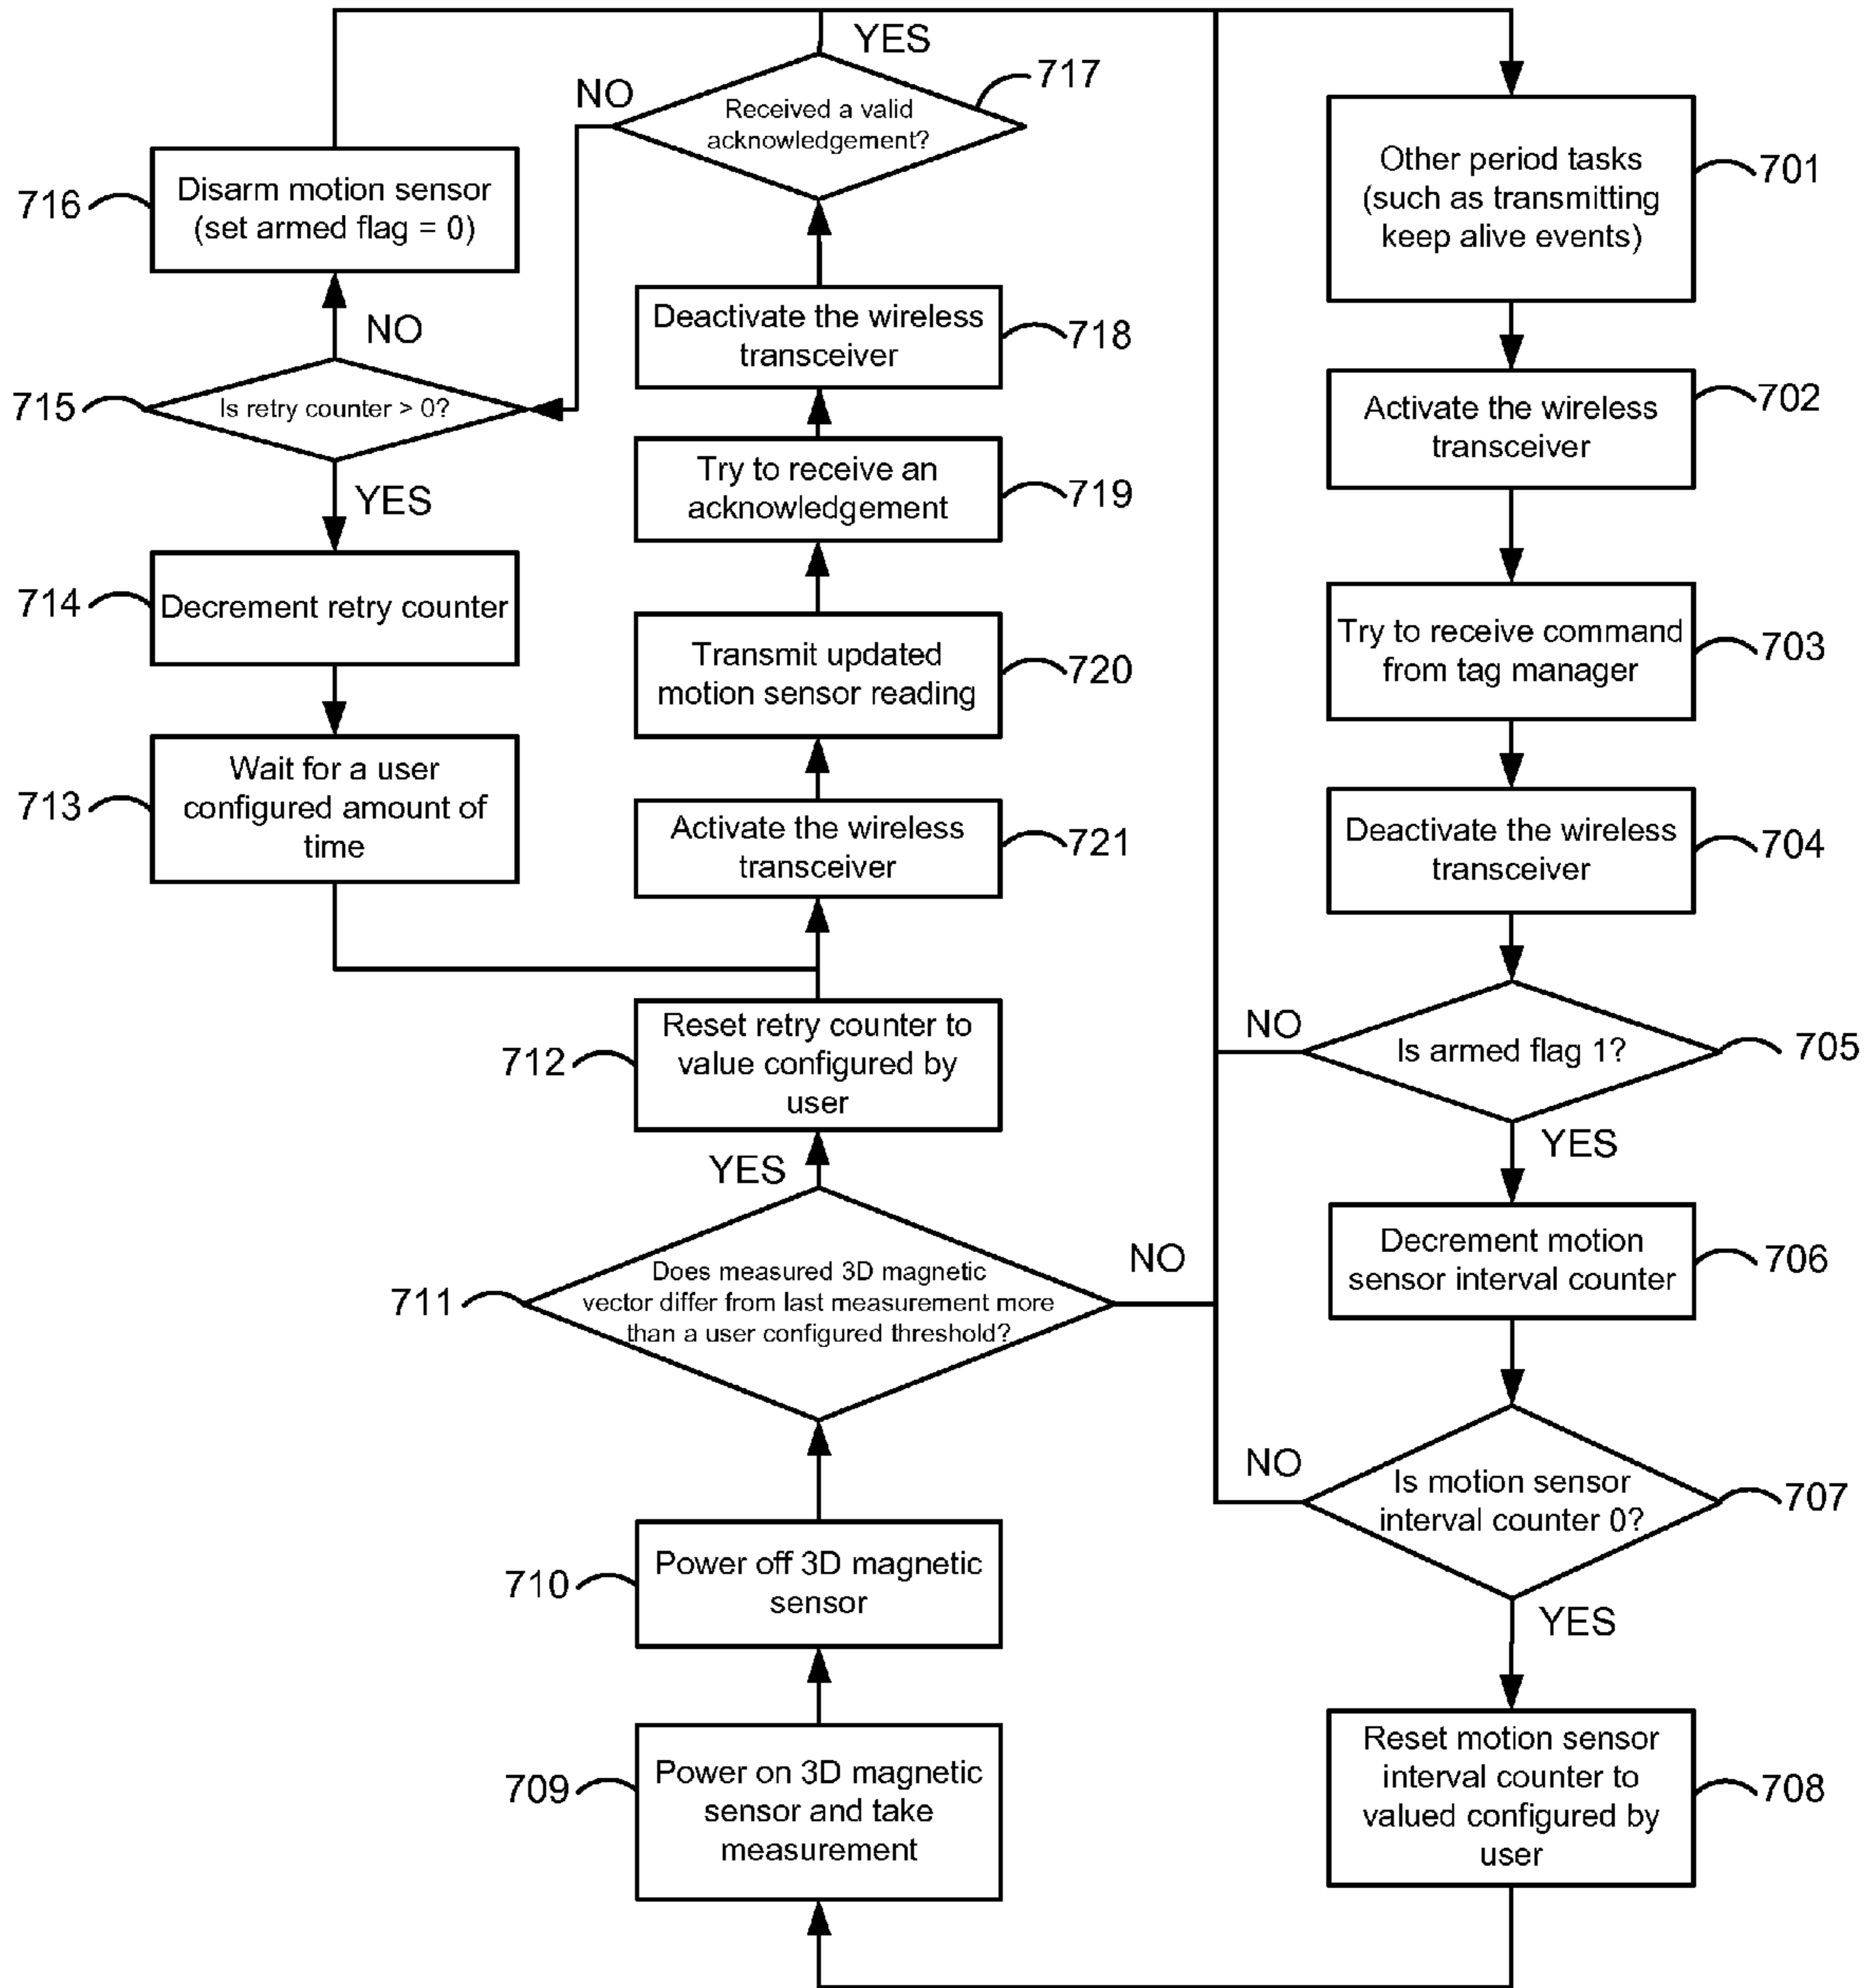 YES
717
NO
Received a valid
acknowledgement?
Other period tasks
(such as transmitting
keep alive events)
701
716
Disarm motion sensor
(set armed flag = 0)
NO
Deactivate the wireless
transceiver
718
715
Is retry counter > 0?
Activate the wireless
transceiver
702
YES
Try to receive an
acknowledgement
719
714
Decrement retry counter
Transmit updated
motion sensor reading
720
Try to receive command
from tag manager
703
713
Wait for a user
configured amount of
time
Activate the wireless
transceiver
721
Deactivate the wireless
transceiver
704
712
Reset retry counter to
value configured by
user
NO
Is armed flag 1?
705
YES
YES
711
Does measured 3D magnetic
vector differ from last measurement more
than a user configured threshold?
NO
Decrement motion
sensor interval counter
706
NO
Is motion sensor
interval counter 0?
707
710
Power off 3D magnetic
sensor
YES
709
Power on 3D magnetic
sensor and take
measurement
Reset motion sensor
interval counter to
valued configured by
user
708